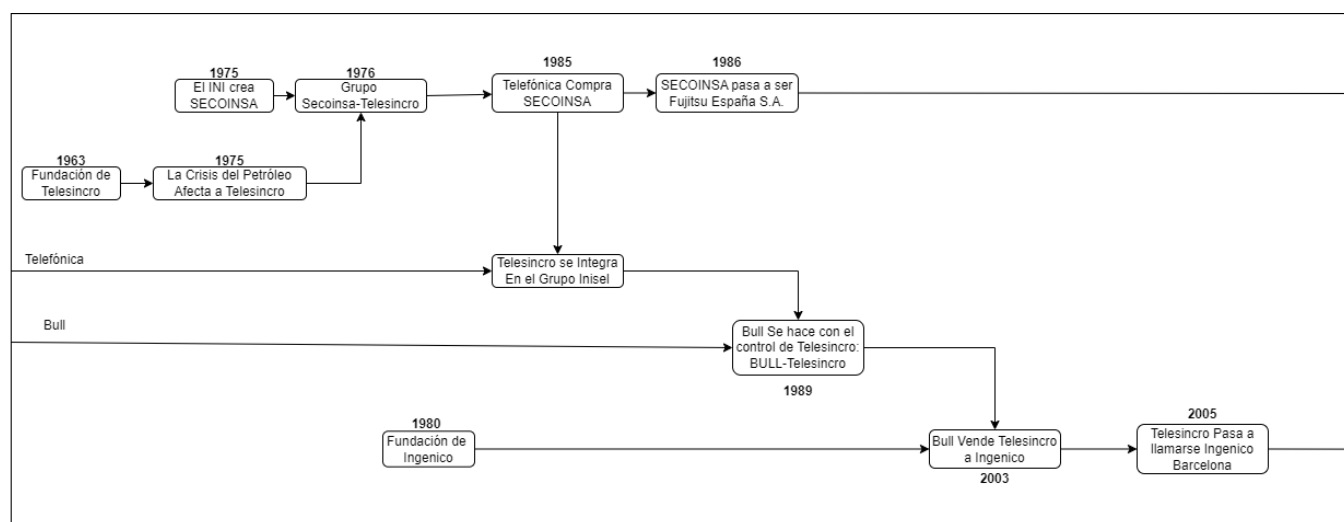 1975
El INI crea
SECOINSA
1976
Grupo
Secoinsa-Telesincro
1985
Telefónica Compra
SECOINSA
1986
SECOINSA pasa a ser
Fujitsu España S.A.
1963
Fundación de
Telesincro
1975
La Crisis del Petróleo
Afecta a Telesincro
Telefónica
Telesincro se Integra
En el Grupo Inisel
Bull
Bull Se hace con el
control de Telesincro:
BULL-Telesincro
1989
1980
Fundación de
Ingenico
Bull Vende Telesincro
a Ingenico
2003
2005
Telesincro Pasa a
llamarse Ingenico
Barcelona